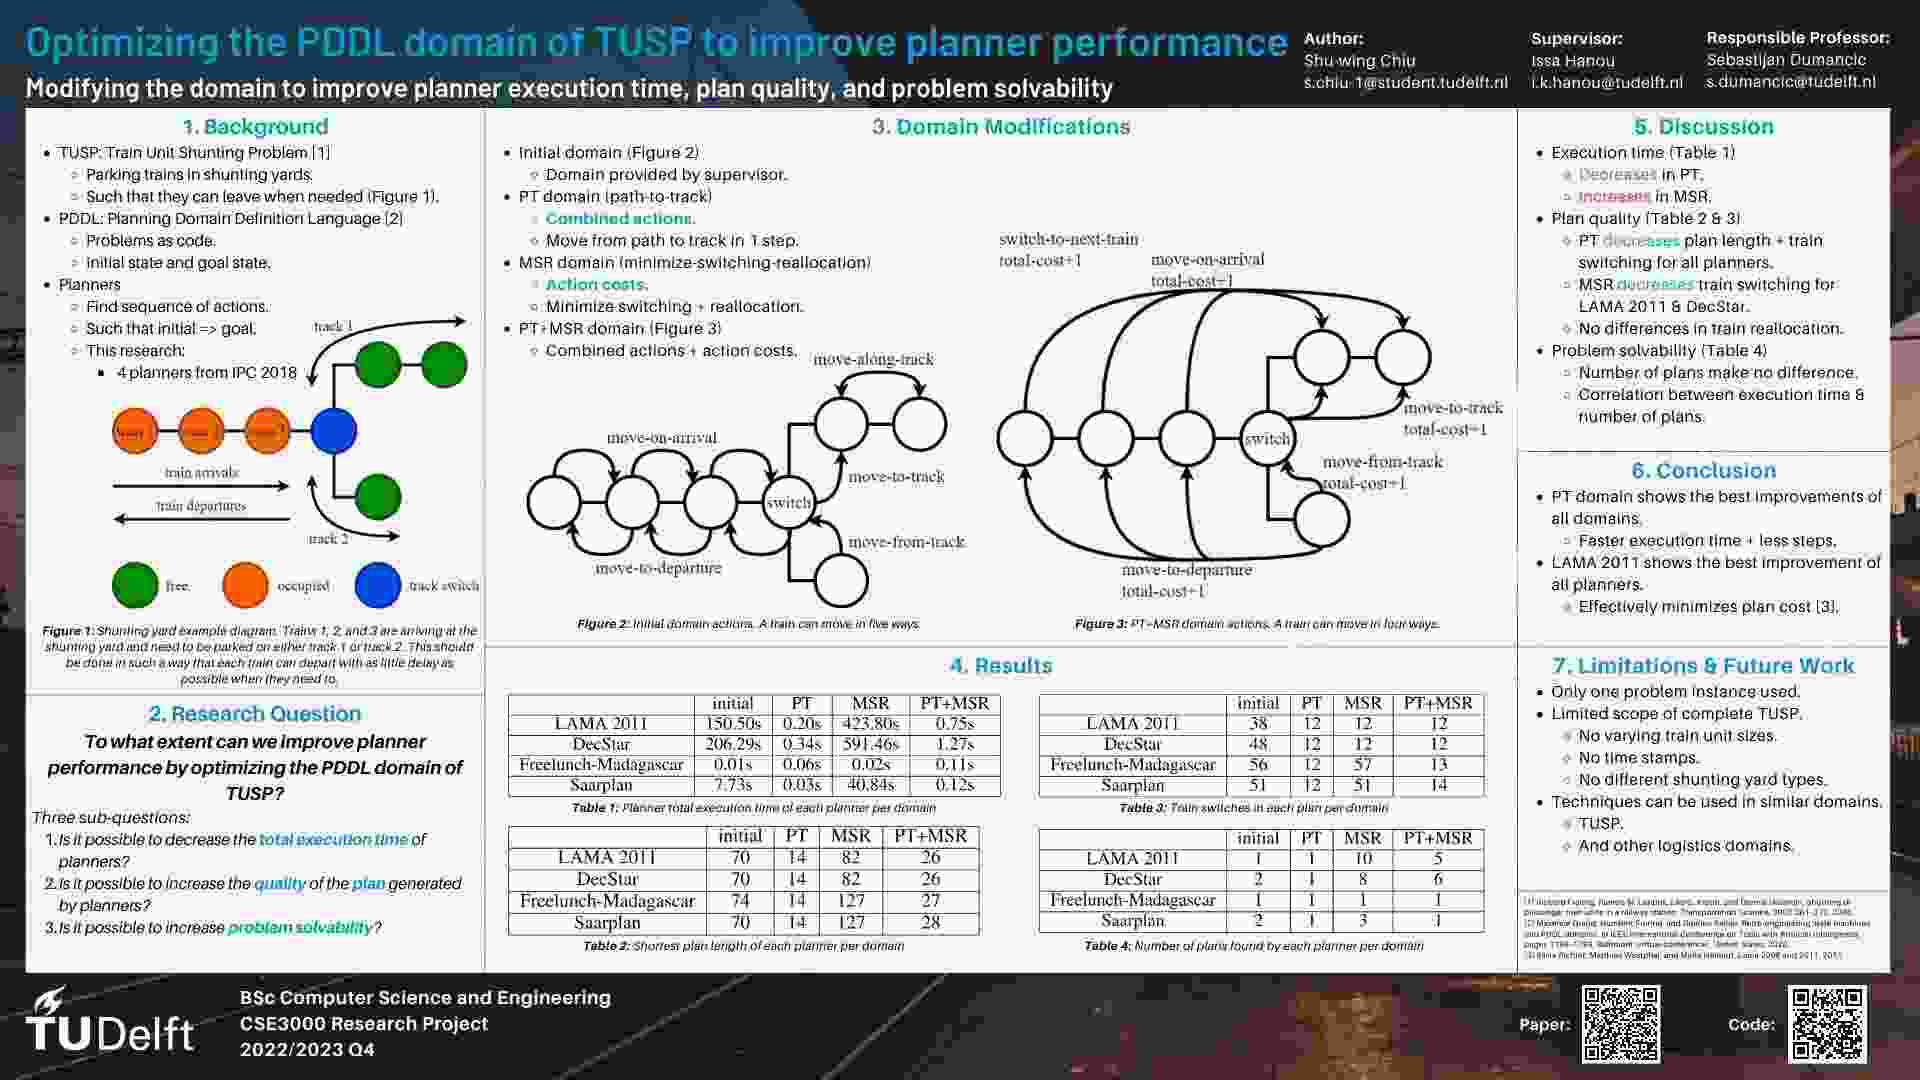 Optimizing the PDDL domain of TUSP to improve planner performance
Modifying the domain to improve planner execution time, plan quality, and problem solvability
Author:
Shu-wing Chiu
s.chiu-1@student.tudelft.nl
Supervisor:
Issa Hanou
i.k.hanou@tudelft.nl
Responsible Professor:
Sebastijan Dumancic
s.dumancic@tudelft.nl
1. Background
• TUSP: Train Unit Shunting Problem [1]
◦ Parking trains in shunting yards.
◦ Such that they can leave when needed (Figure 1).
• PDDL: Planning Domain Definition Language [2]
◦ Problems as code.
◦ Initial state and goal state.
• Planners
◦ Find sequence of actions.
◦ Such that initial => goal.
◦ This research:
▪ 4 planners from IPC 2018
track 1
train arrivals
train departures
track 2
free
occupied
track switch
Figure 1: Shunting yard example diagram. Trains 1, 2, and 3 are arriving at the
shunting yard and need to be parked on either track 1 or track 2. This should
be done in such a way that each train can depart with as little delay as
possible when they need to.
2. Research Question
To what extent can we improve planner
performance by optimizing the PDDL domain of
TUSP?
Three sub-questions:
1. Is it possible to decrease the total execution time of
planners?
2. Is it possible to increase the quality of the plan generated
by planners?
3. Is it possible to increase problem solvability?
3. Domain Modifications
• Initial domain (Figure 2)
◦ Domain provided by supervisor.
• PT domain (path-to-track)
◦ Combined actions.
◦ Move from path to track in 1 step.
• MSR domain (minimize-switching-reallocation)
◦ Action costs.
◦ Minimize switching + reallocation.
• PT+MSR domain (Figure 3)
◦ Combined actions + action costs.
move-along-track
move-on-arrival
move-to-track
switch
move-from-track
move-to-departure
Figure 2: Initial domain actions. A train can move in five ways.
switch-to-next-train
total-cost+1
move-on-arrival
total-cost+1
move-to-track
total-cost+1
switch
move-from-track
total-cost+1
move-to-departure
total-cost+1
Figure 3: PT+MSR domain actions. A train can move in four ways.
4. Results
initial PT MSR PT+MSR
LAMA 2011 150.50s 0.20s 423.80s 0.75s
DecStar 206.29s 0.34s 591.46s 1.27s
Freelunch-Madagascar 0.01s 0.06s 0.02s 0.11s
Saarplan 7.73s 0.03s 40.84s 0.12s
Table 1: Planner total execution time of each planner per domain
initial PT MSR PT+MSR
LAMA 2011 70 14 82 26
DecStar 70 14 82 26
Freelunch-Madagascar 74 14 127 27
Saarplan 70 14 127 28
Table 2: Shortest plan length of each planner per domain
initial PT MSR PT+MSR
LAMA 2011 38 12 12 12
DecStar 48 12 12 12
Freelunch-Madagascar 56 12 57 13
Saarplan 51 12 51 14
Table 3: Train switches in each plan per domain
initial PT MSR PT+MSR
LAMA 2011 1 1 10 5
DecStar 2 1 8 6
Freelunch-Madagascar 1 1 1 1
Saarplan 2 1 3 1
Table 4: Number of plans found by each planner per domain
5. Discussion
• Execution time (Table 1)
◦ Decreases in PT.
◦ Increases in MSR.
• Plan quality (Table 2 & 3)
◦ PT decreases plan length + train
switching for all planners.
◦ MSR decreases train switching for
LAMA 2011 & DecStar.
◦ No differences in train reallocation.
• Problem solvability (Table 4)
◦ Number of plans make no difference.
◦ Correlation between execution time &
number of plans.
6. Conclusion
• PT domain shows the best improvements of
all domains.
◦ Faster execution time + less steps.
• LAMA 2011 shows the best improvement of
all planners.
◦ Effectively minimizes plan cost [3].
7. Limitations & Future Work
• Only one problem instance used.
• Limited scope of complete TUSP.
◦ No varying train unit sizes.
◦ No time stamps.
◦ No different shunting yard types.
• Techniques can be used in similar domains.
◦ TUSP.
◦ And other logistics domains.
TUDelft
BSc Computer Science and Engineering
CSE3000 Research Project
2022/2023 Q4
Paper:
Code: